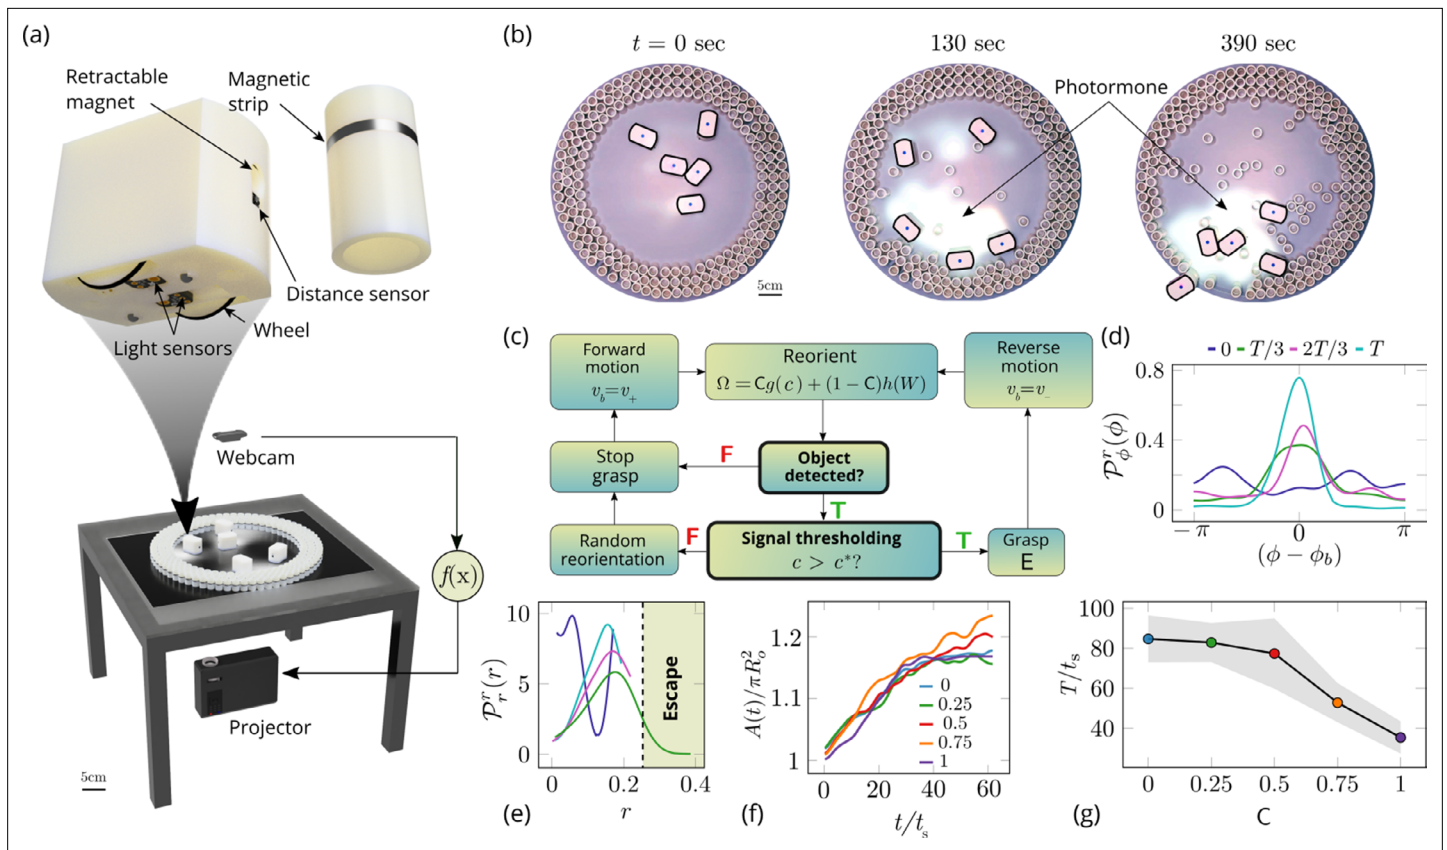 (a)
Retractable
magnet
Magnetic
strip
Distance sensor
Wheel
Light sensors
Webcam
f(x)
Projector
5cm
(b)
t = 0 sec
130 sec
390 sec
Photormone
5cm
(c)
Forward
motion
v_b=v_+
Reorient
Ω = Cg(c) + (1 − C)h(W)
Reverse
motion
v_b=v_-
Stop
grasp
F
Object
detected?
T
Random
reorientation
F
Signal thresholding
c > c*?
T
Grasp
E
(d)
0 T/3 2T/3 T
0.8
0.4
0
−π 0 π
(ϕ − ϕ_b)
P^r_ϕ(ϕ)
10
5
0
P^r_r(r)
Escape
0 0.2 0.4
r
(e)
1.2
1.1
1
A(t)/πR_o^2
0
0.25
0.5
0.75
1
0 20 40 60
t/t_s
(f)
100
80
60
40
T/t_s
0 0.25 0.5 0.75 1
C
(g)